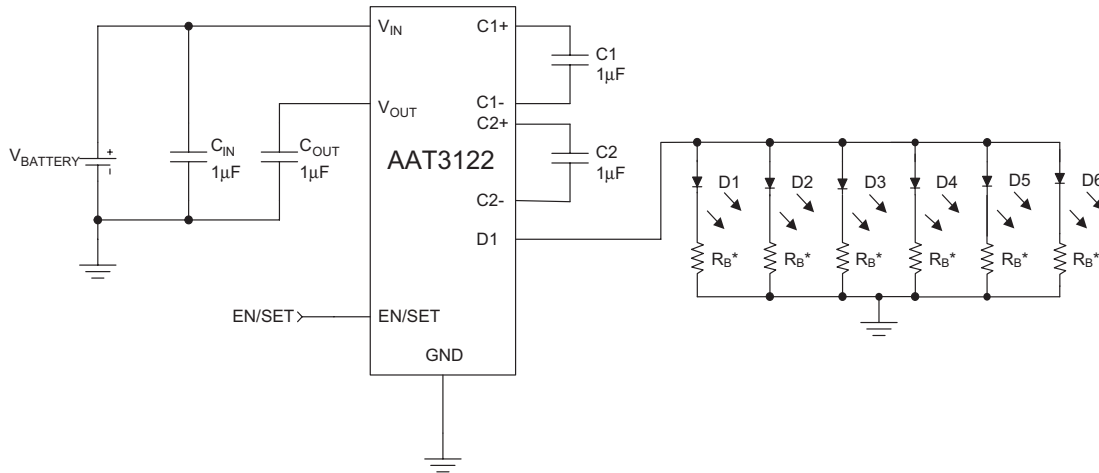 V_IN
C1+
C1
1µF
C1-
V_OUT
C2+
V_BATTERY
+
-
C_IN
1µF
C_OUT
1µF
AAT3122
C2
1µF
C2-
D1
D1
D2
D3
D4
D5
D6
R_B*
R_B*
R_B*
R_B*
R_B*
R_B*
EN/SET
EN/SET
GND